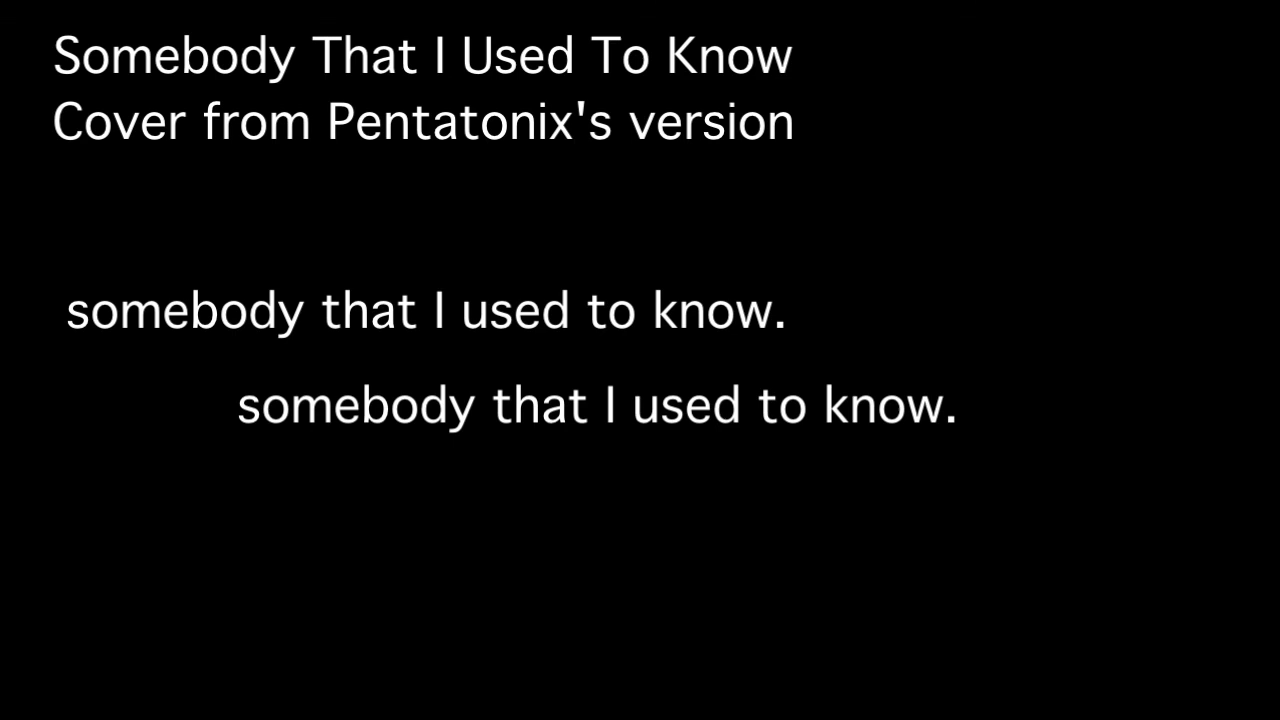 Somebody That I Used To Know
Cover from Pentatonix's version
somebody that I used to know.
somebody that I used to know.